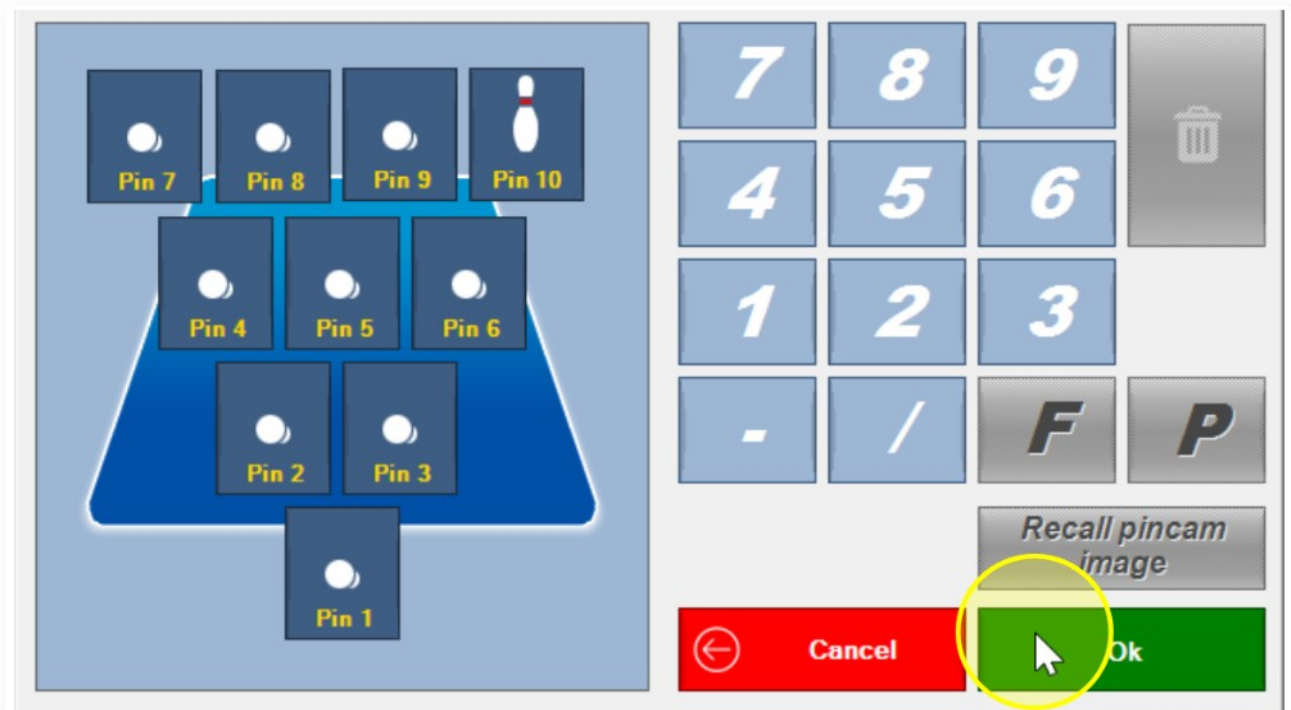 Pin 7
Pin 8
Pin 9
Pin 10
Pin 4
Pin 5
Pin 6
Pin 2
Pin 3
Pin 1
7
8
9
4
5
6
1
2
3
-
/
F
P
Recall pincam
image
Cancel
Ok